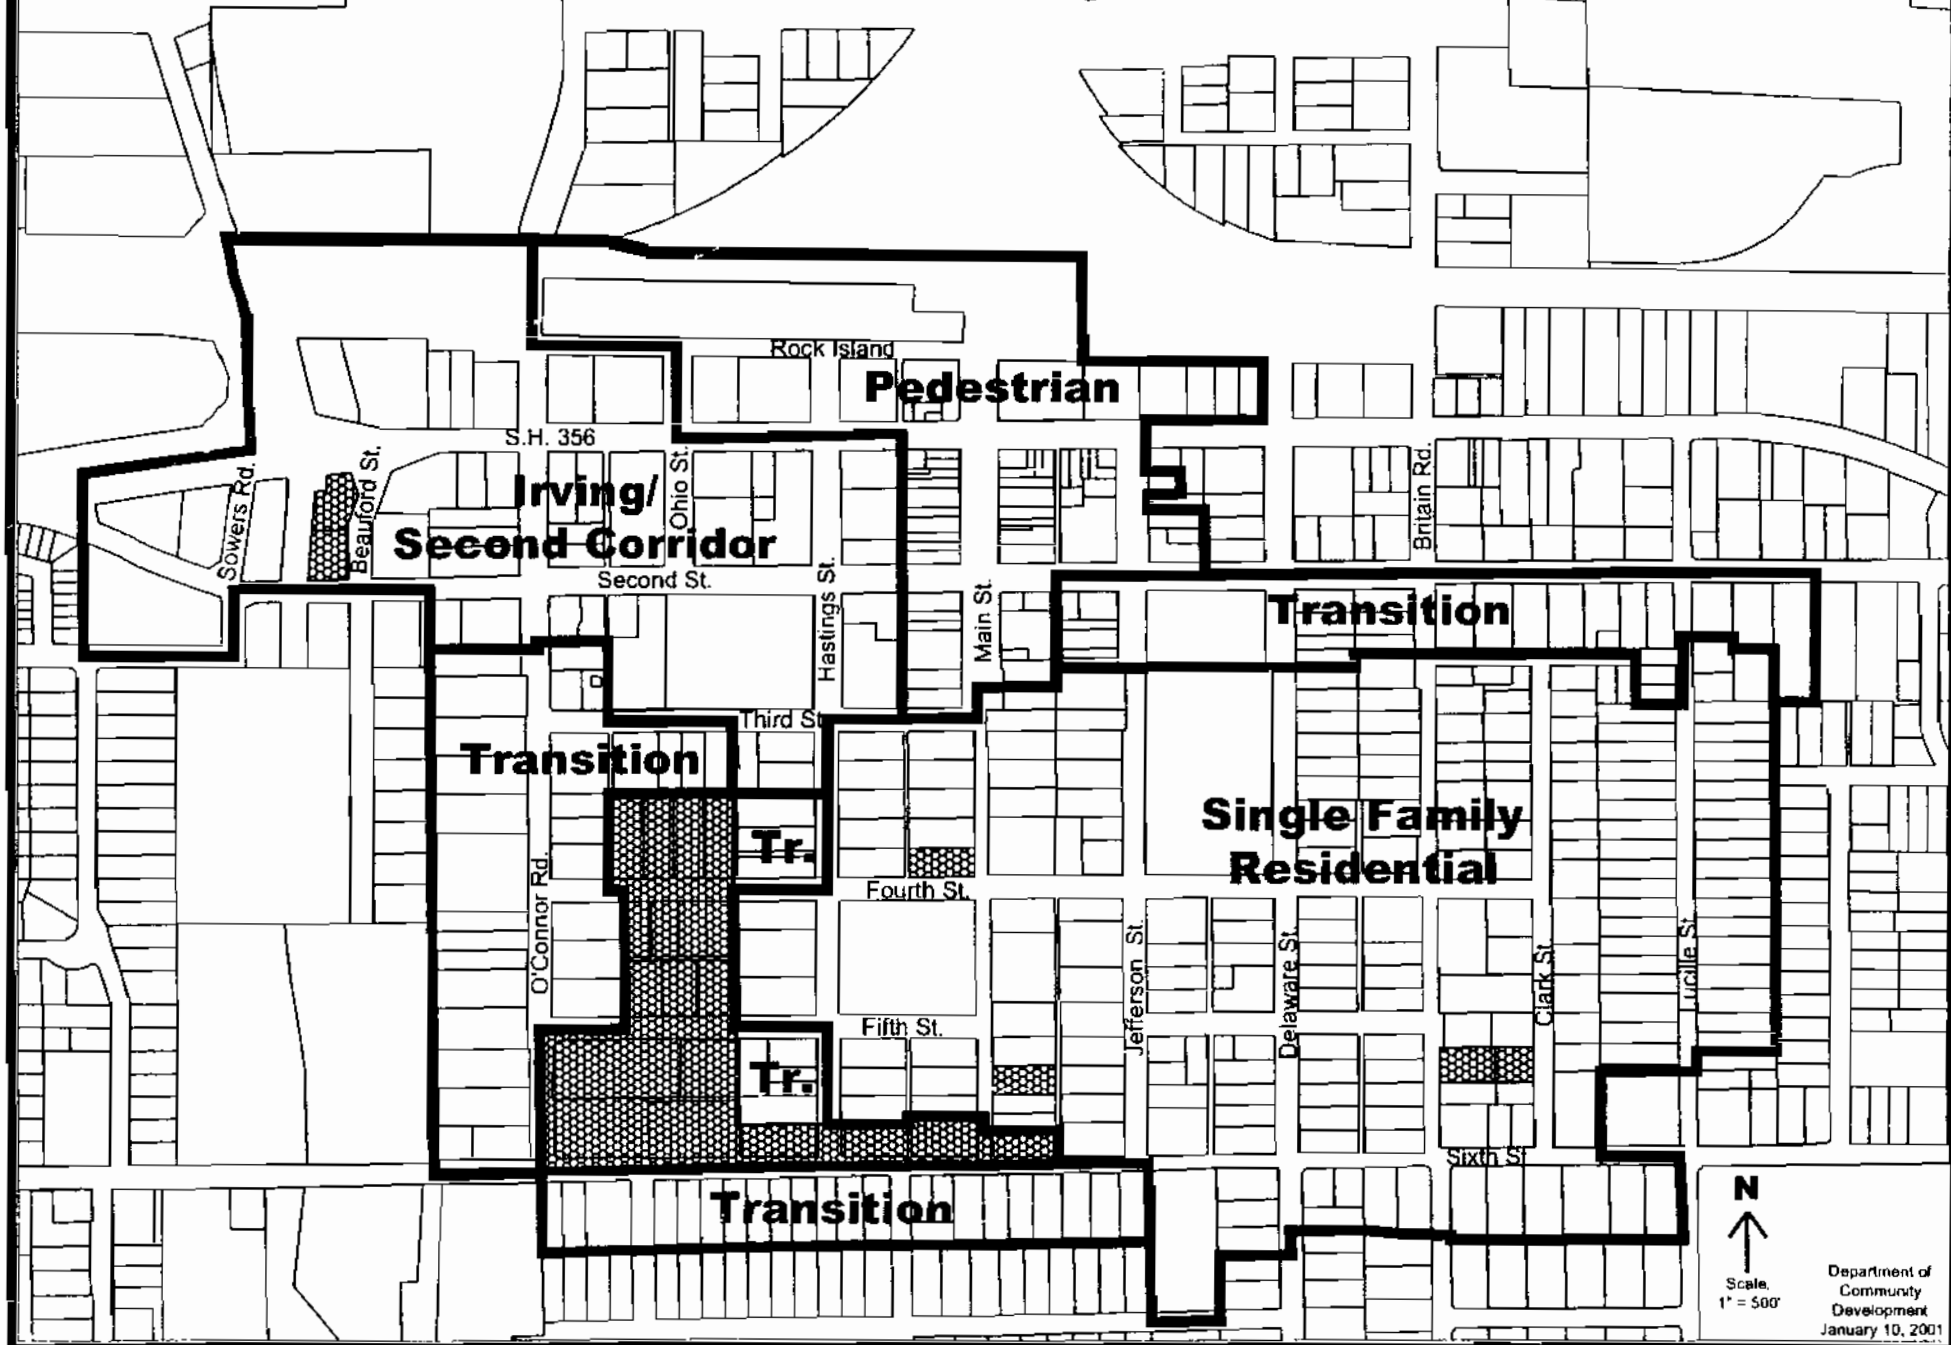 Rock Island
Pedestrian
S.H. 356
Irving/
Second Corridor
Sowers Rd.
Beauford St.
Ohio St.
Britain Rd.
Second St.
Hastings St.
Main St.
Transition
Third St
Transition
Single Family
Residential
Tr.
O'Connor Rd.
Fourth St.
Jefferson St.
Delaware St.
Clark St.
Lucille St
Fifth St.
Tr.
Sixth St
Transition
N
Scale,
1" = 500'
Department of
Community
Development
January 10, 2001